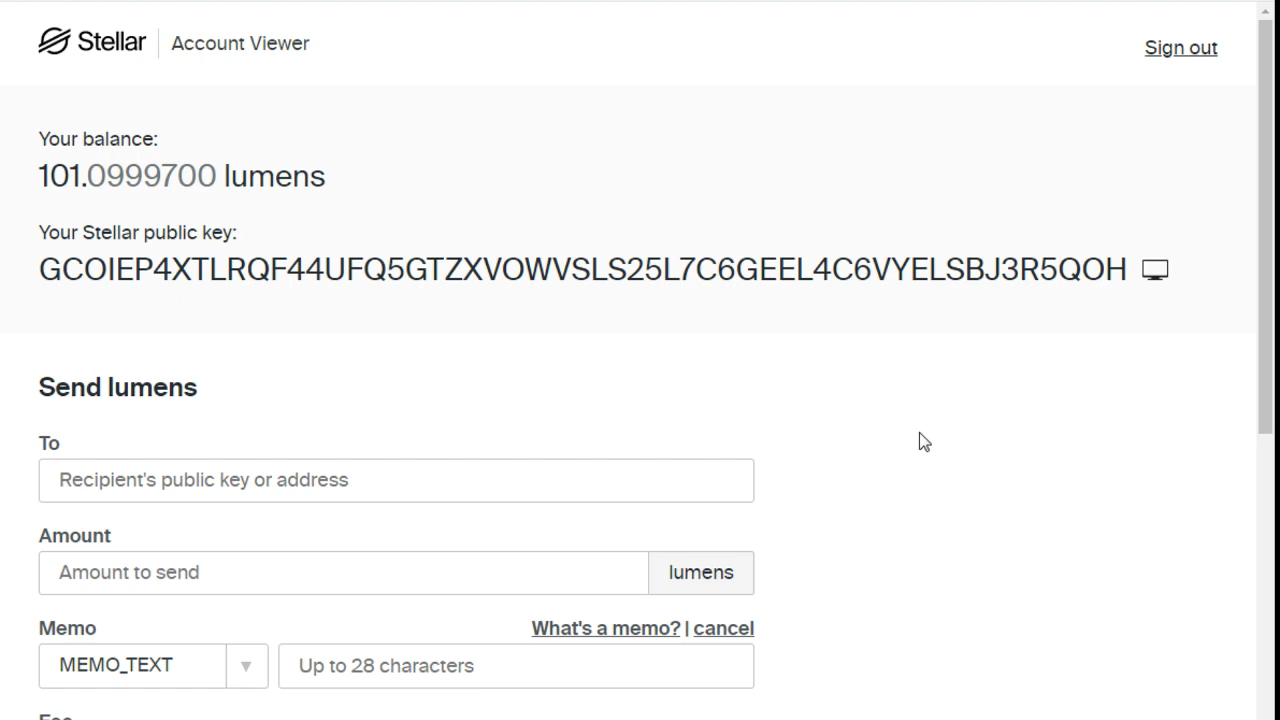 Stellar Account Viewer
Sign out
Your balance:
101.0999700 lumens
Your Stellar public key:
GCOIEP4XTLRQF44UFQ5GTZXVOWVSLS25L7C6GEEL4C6VYELSBJ3R5QOH
Send lumens
To
Recipient's public key or address
Amount
Amount to send
lumens
Memo
What's a memo? | cancel
MEMO_TEXT
Up to 28 characters
Fee